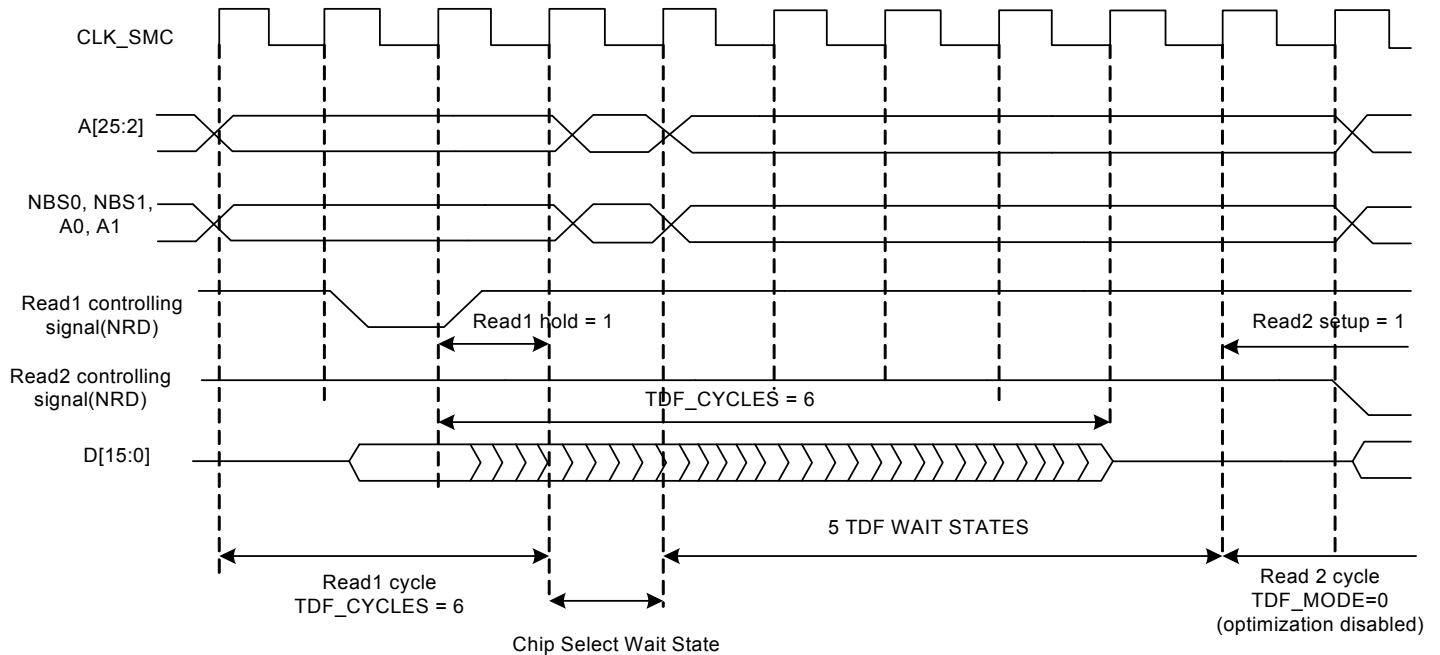 CLK_SMC
A[25:2]
NBS0, NBS1,
A0, A1
Read1 controlling
signal(NRD)
Read1 hold = 1
Read2 setup = 1
Read2 controlling
signal(NRD)
TDF_CYCLES = 6
D[15:0]
5 TDF WAIT STATES
Read1 cycle
TDF_CYCLES = 6
Read 2 cycle
TDF_MODE=0
(optimization disabled)
Chip Select Wait State